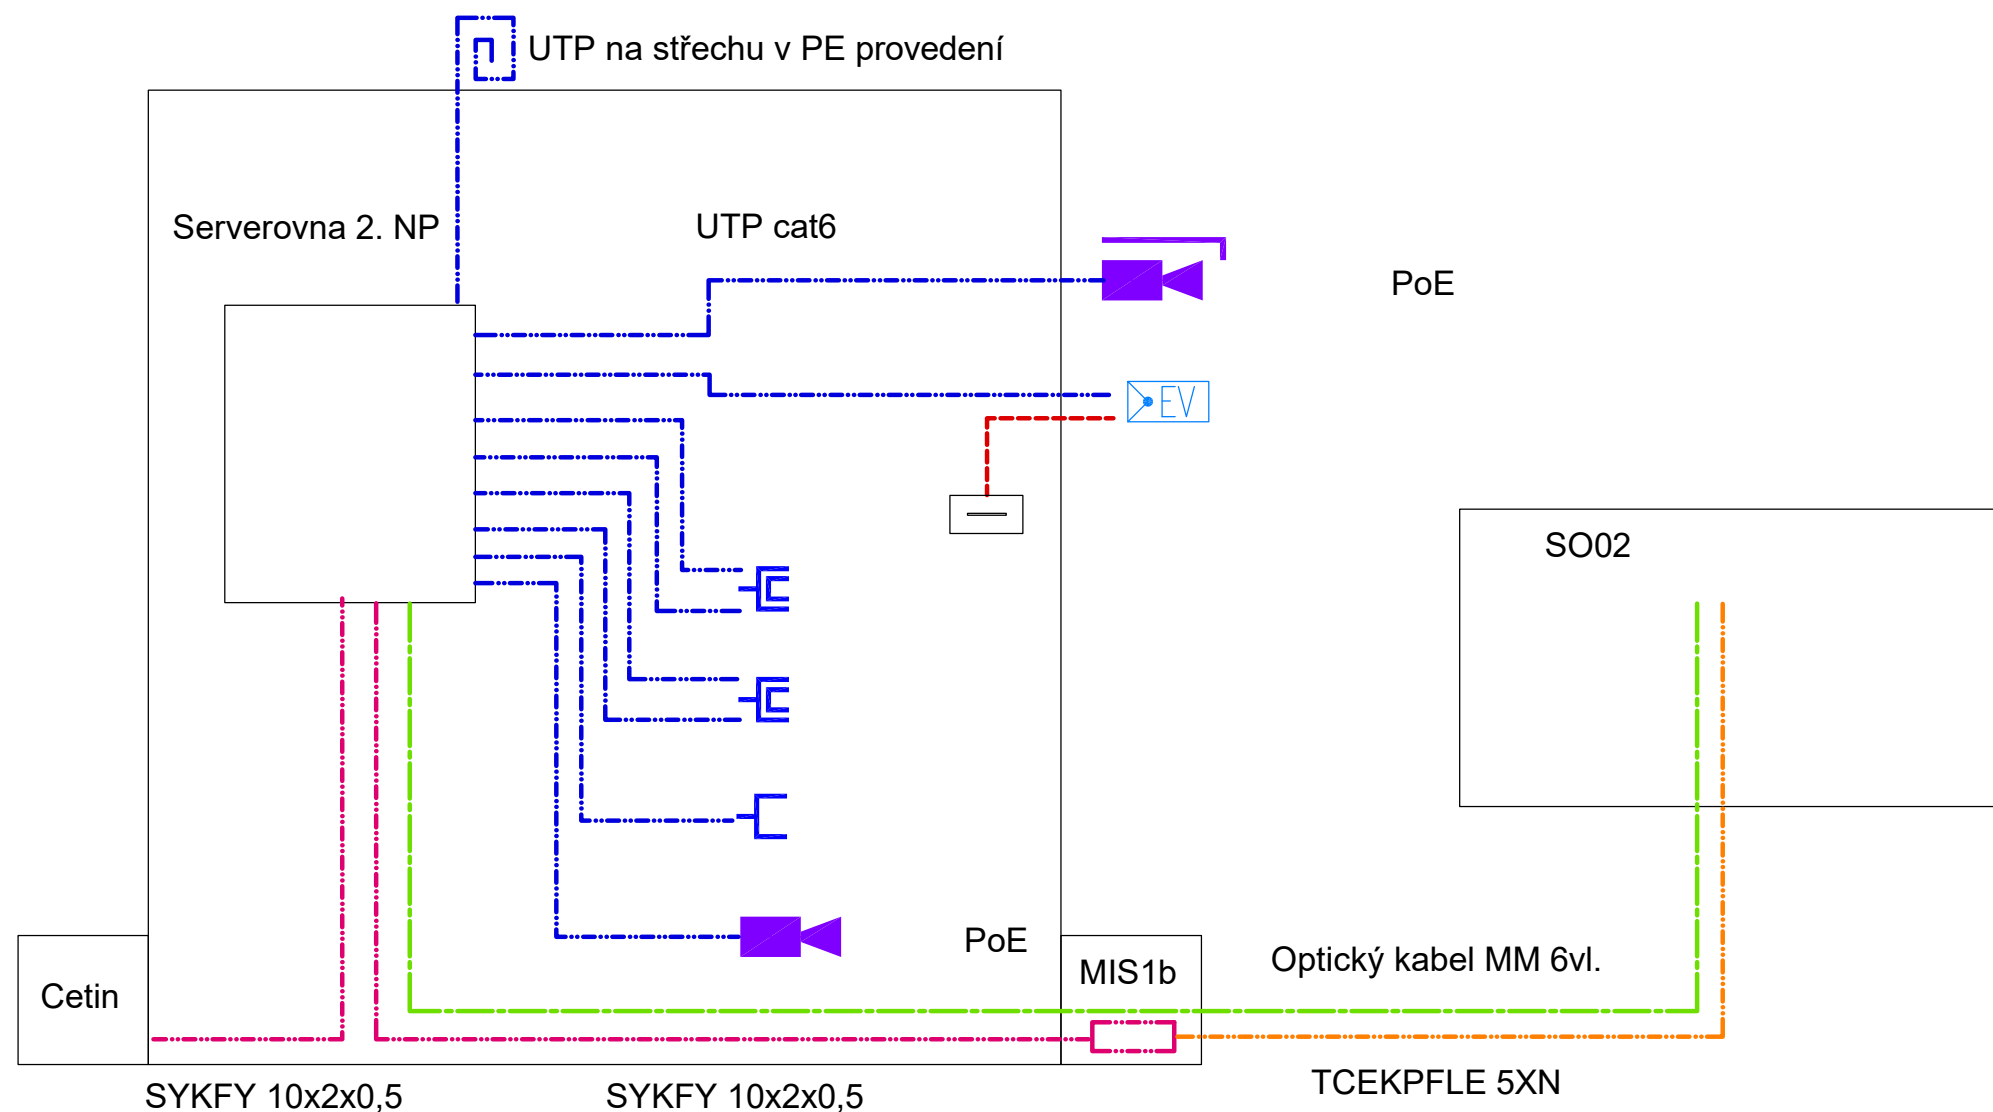 UTP na střechu v PE provedení
Serverovna 2. NP
UTP cat6
PoE
EV
SO02
PoE
MIS1b
Optický kabel MM 6vl.
Cetin
SYKFY 10x2x0,5
SYKFY 10x2x0,5
TCEKPFLE 5XN